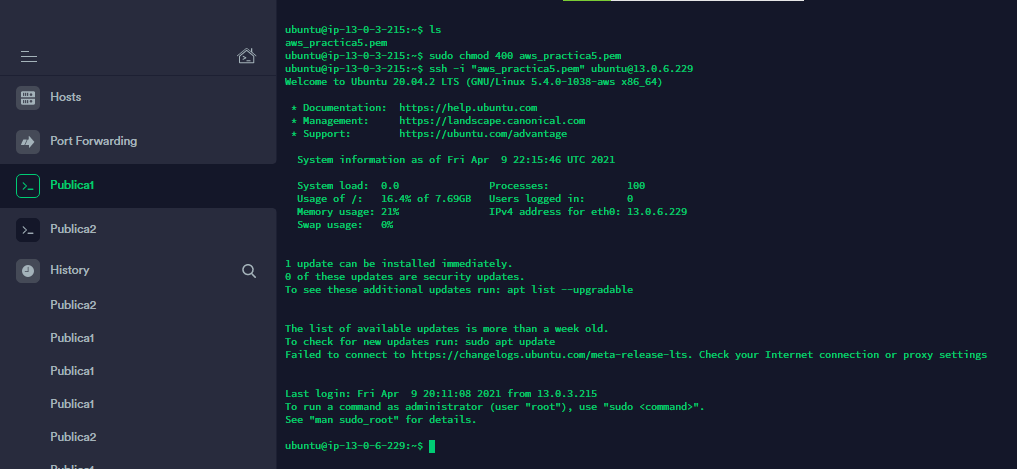 Hosts
Port Forwarding
Publica1
Publica2
History
Publica2
Publica1
Publica1
Publica1
Publica2
Publica1
ubuntu@ip-13-0-3-215:~$ ls
aws_practica5.pem
ubuntu@ip-13-0-3-215:~$ sudo chmod 400 aws_practica5.pem
ubuntu@ip-13-0-3-215:~$ ssh -i "aws_practica5.pem" ubuntu@13.0.6.229
Welcome to Ubuntu 20.04.2 LTS (GNU/Linux 5.4.0-1038-aws x86_64)
* Documentation:  https://help.ubuntu.com
* Management:     https://landscape.canonical.com
* Support:        https://ubuntu.com/advantage
System information as of Fri Apr  9 22:15:46 UTC 2021
System load:  0.0               Processes:             100
Usage of /:   16.4% of 7.69GB   Users logged in:       0
Memory usage: 21%               IPv4 address for eth0: 13.0.6.229
Swap usage:   0%
1 update can be installed immediately.
0 of these updates are security updates.
To see these additional updates run: apt list --upgradable
The list of available updates is more than a week old.
To check for new updates run: sudo apt update
Failed to connect to https://changelogs.ubuntu.com/meta-release-lts. Check your Internet connection or proxy settings
Last login: Fri Apr  9 20:11:08 2021 from 13.0.3.215
To run a command as administrator (user "root"), use "sudo <command>".
See "man sudo_root" for details.
ubuntu@ip-13-0-6-229:~$